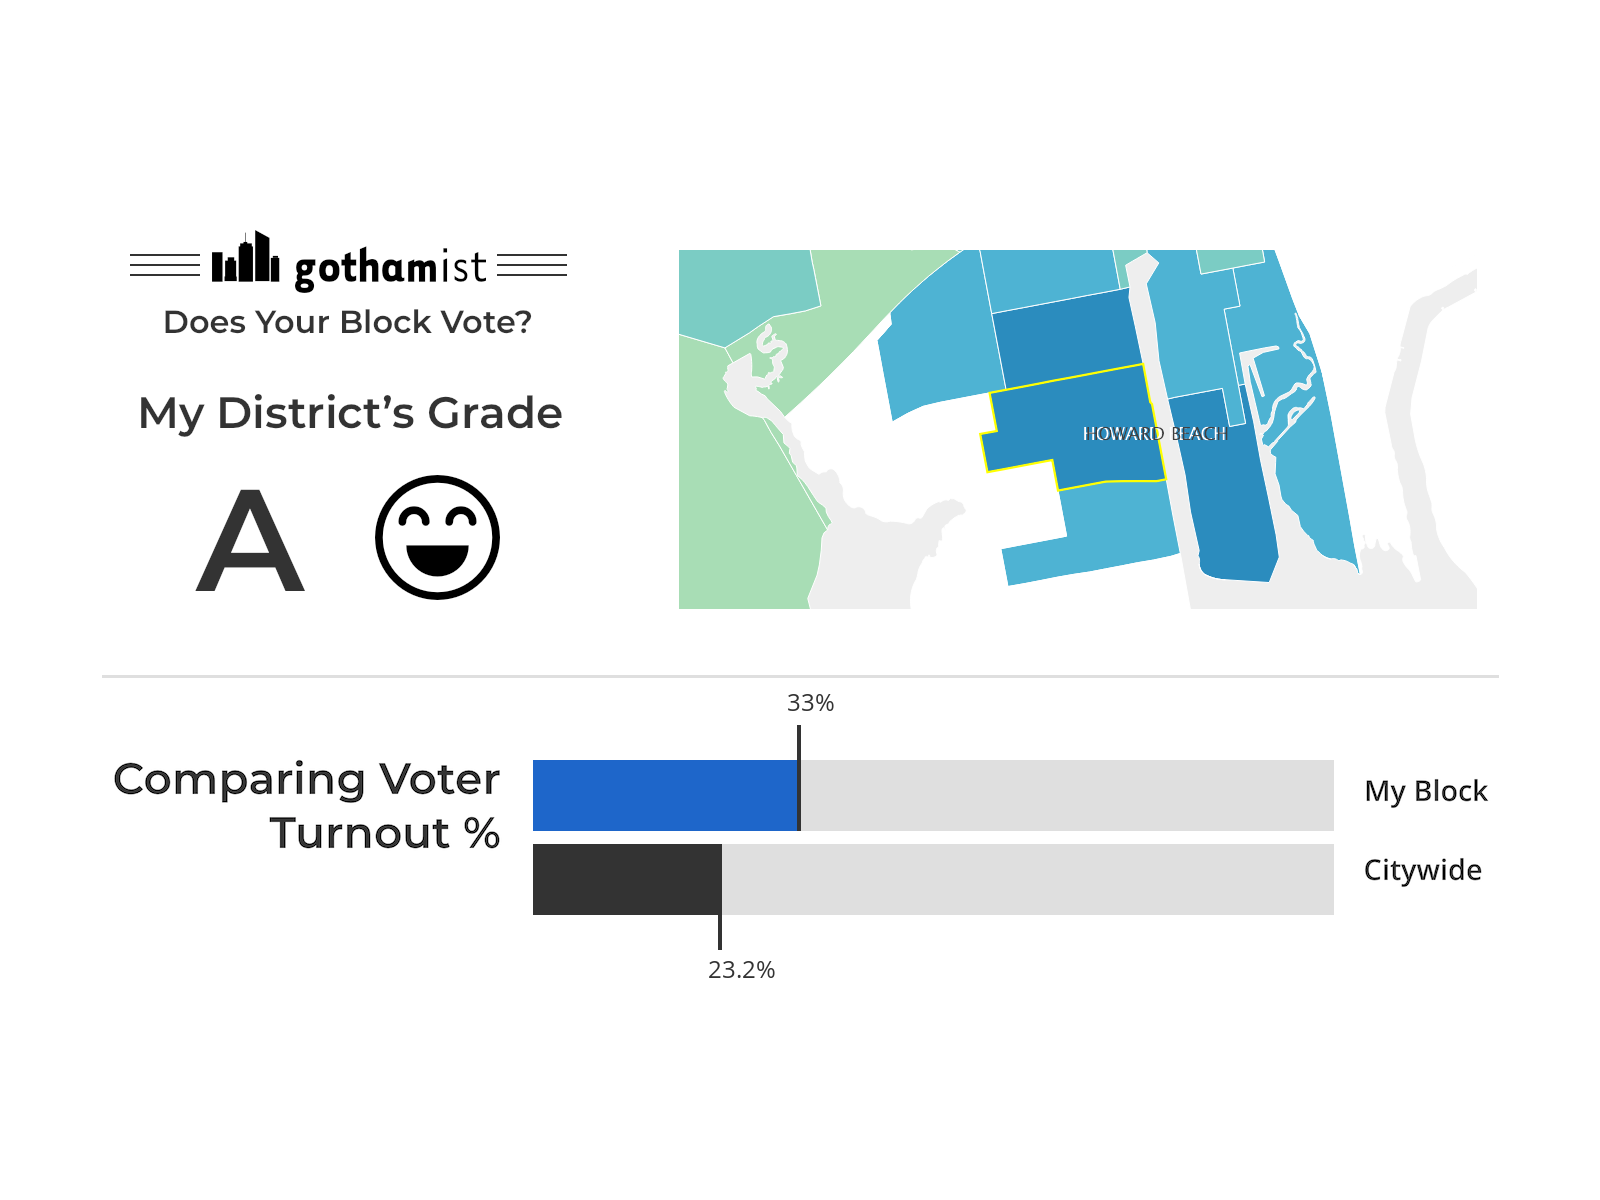 gothamist
Does Your Block Vote?
My District’s Grade
A
HOWARD BEACH
33%
Comparing Voter
Turnout %
My Block
Citywide
23.2%